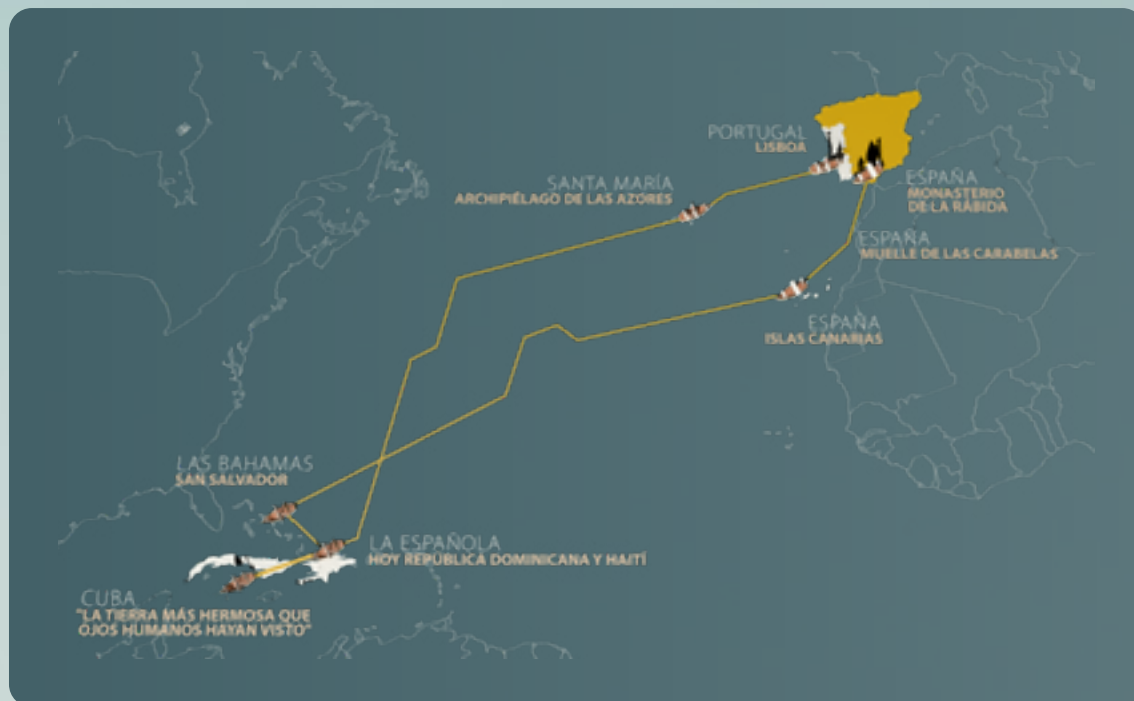 PORTUGAL
LISBOA
SANTA MARÍA
ARCHIPIÉLAGO DE LAS AZORES
ESPAÑA
MONASTERIO
DE LA RÁBIDA
ESPAÑA
MUELLE DE LAS CARABELAS
ESPAÑA
ISLAS CANARIAS
LAS BAHAMAS
SAN SALVADOR
LA ESPAÑOLA
HOY REPÚBLICA DOMINICANA Y HAITÍ
CUBA
"LA TIERRA MÁS HERMOSA QUE
OJOS HUMANOS HAYAN VISTO"